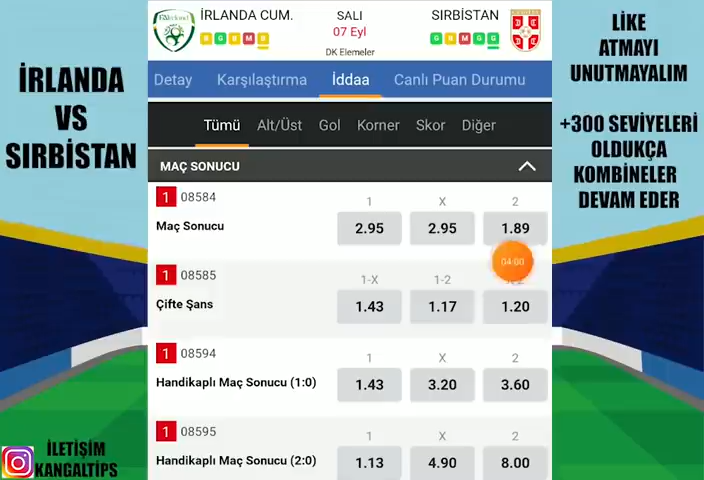 İRLANDA
VS
SIRBİSTAN
İLETİŞİM
KANGALTİPS
İRLANDA CUM.
B G B M B
SALI
07 Eyl
DK Elemeler
SIRBİSTAN
G B M G G
Detay Karşılaştırma İddaa Canlı Puan Durumu
Tümü Alt/Üst Gol Korner Skor Diğer
MAÇ SONUCU
1 08584 1 X 2
Maç Sonucu 2.95 2.95 1.89
04:00
1 08585 1-X 1-2
Çifte Şans 1.43 1.17 1.20
1 08594 1 X 2
Handikaplı Maç Sonucu (1:0) 1.43 3.20 3.60
1 08595 1 X 2
Handikaplı Maç Sonucu (2:0) 1.13 4.90 8.00
LİKE
ATMAYI
UNUTMAYALIM
+300 SEVİYELERİ
OLDUKÇA
KOMBİNELER
DEVAM EDER